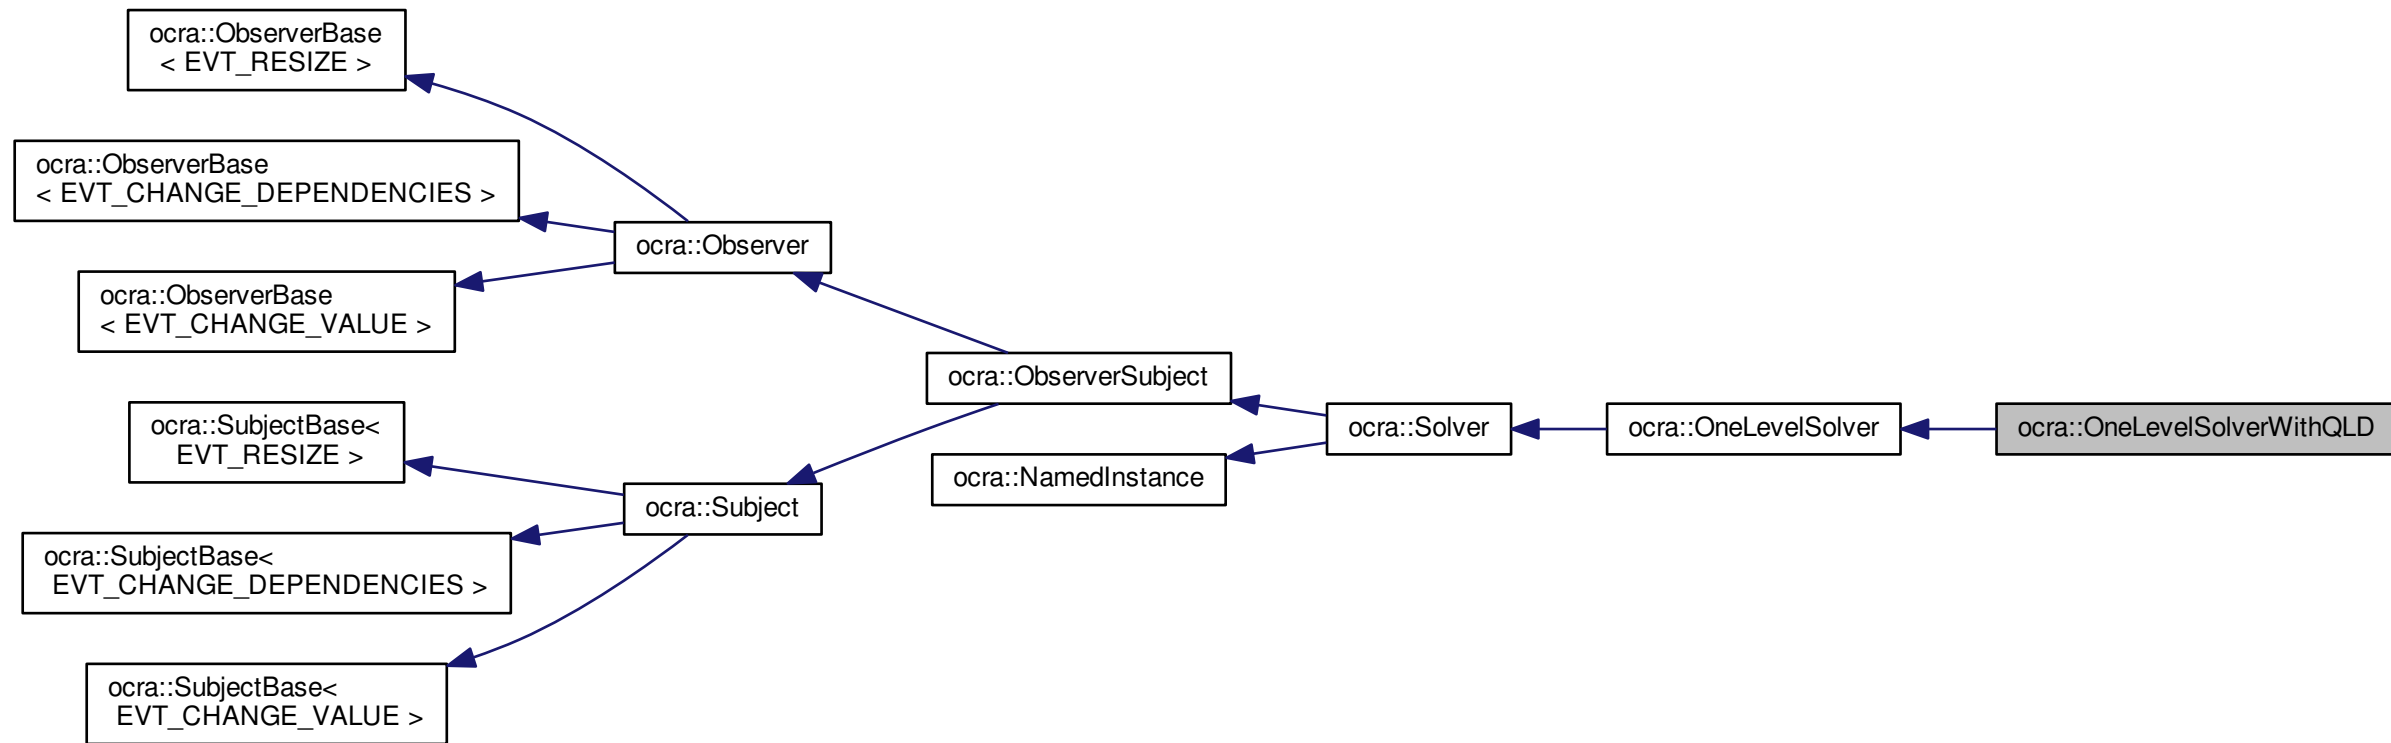 ocra::ObserverBase
< EVT_RESIZE >
ocra::ObserverBase
< EVT_CHANGE_DEPENDENCIES >
ocra::Observer
ocra::ObserverBase
< EVT_CHANGE_VALUE >
ocra::ObserverSubject
ocra::SubjectBase<
EVT_RESIZE >
ocra::Solver
ocra::OneLevelSolver
ocra::OneLevelSolverWithQLD
ocra::NamedInstance
ocra::Subject
ocra::SubjectBase<
EVT_CHANGE_DEPENDENCIES >
ocra::SubjectBase<
EVT_CHANGE_VALUE >